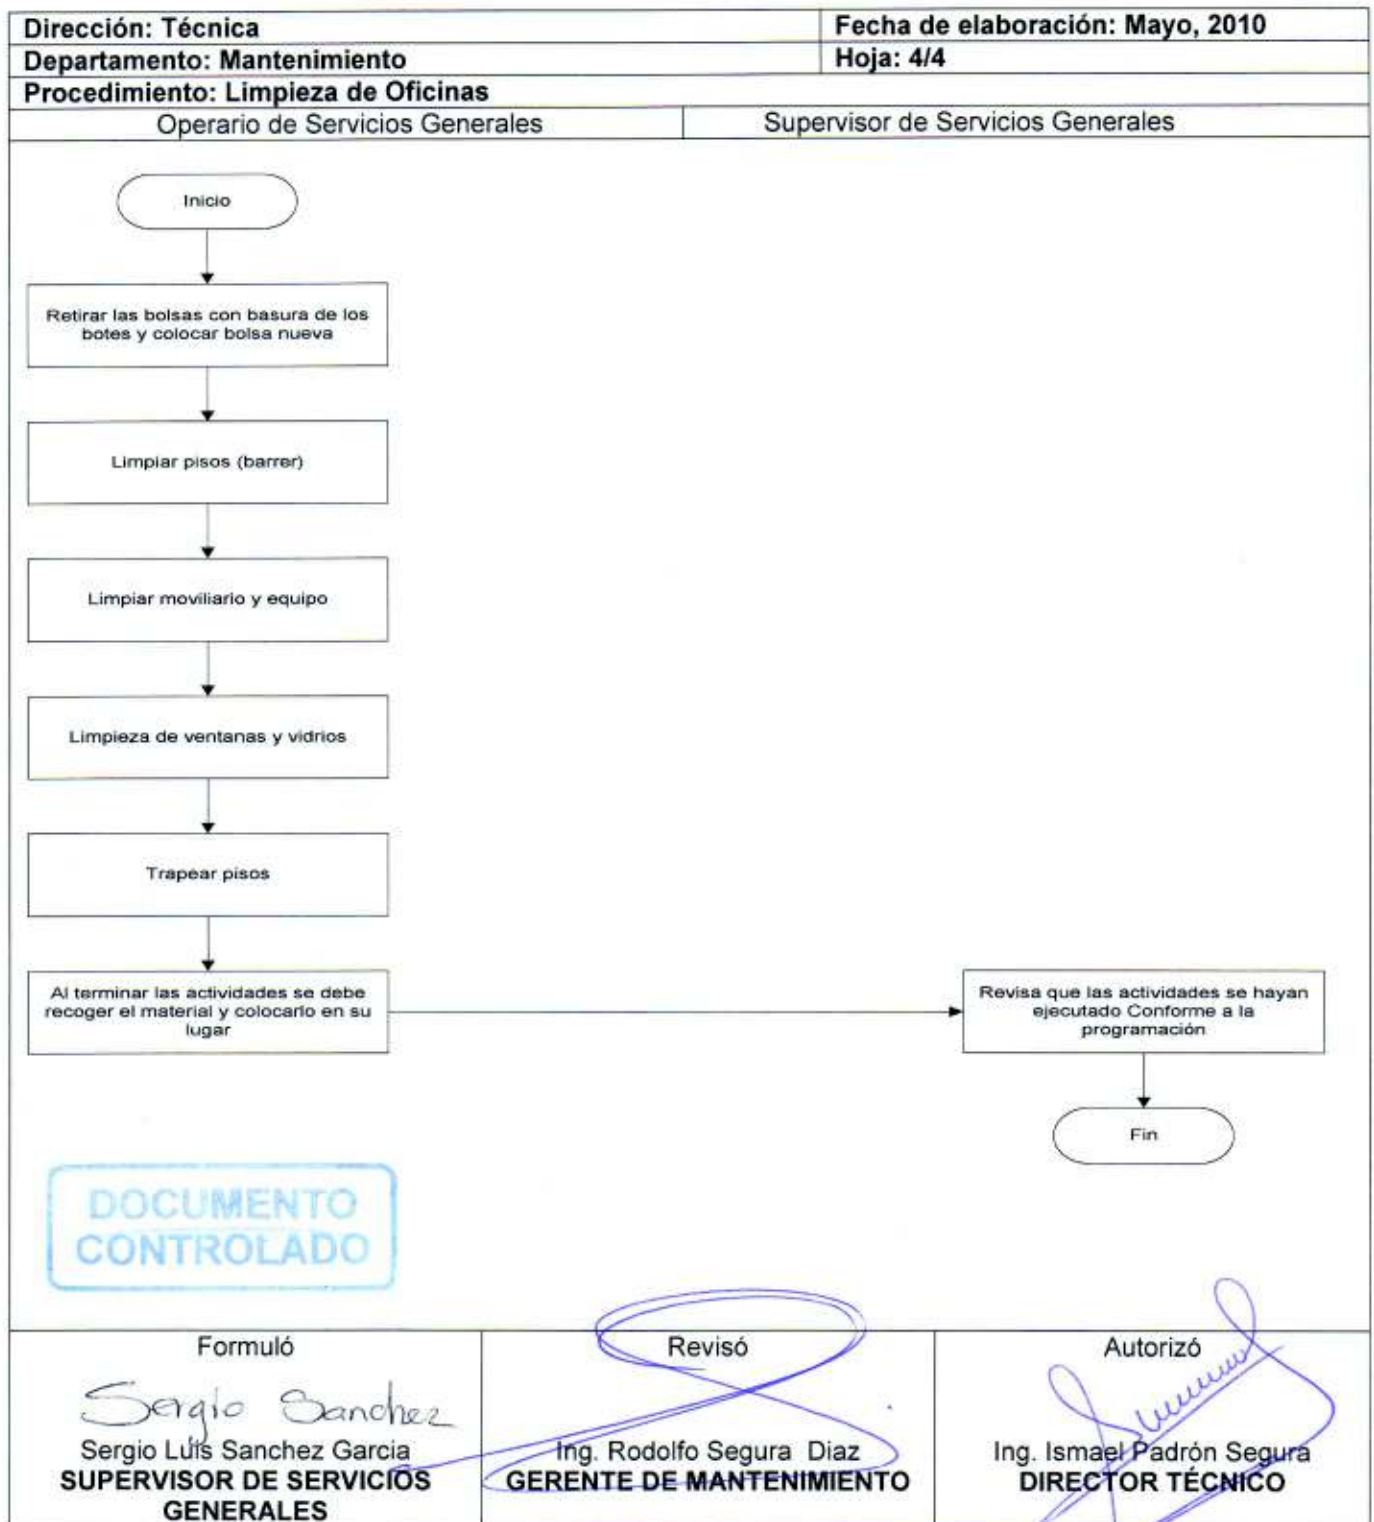 Dirección: Técnica
Fecha de elaboración: Mayo, 2010
Departamento: Mantenimiento
Hoja: 4/4
Procedimiento: Limpieza de Oficinas
Operario de Servicios Generales
Supervisor de Servicios Generales
Inicio
Retirar las bolsas con basura de los
botes y colocar bolsa nueva
Limpiar pisos (barrer)
Limpiar moviliario y equipo
Limpieza de ventanas y vidrios
Trapear pisos
Al terminar las actividades se debe
recoger el material y colocarlo en su
lugar
Revisa que las actividades se hayan
ejecutado Conforme a la
programación
Fin
DOCUMENTO
CONTROLADO
Formuló
Sergio Sanchez
Sergio Luis Sanchez Garcia
SUPERVISOR DE SERVICIOS
GENERALES
Revisó
Ing. Rodolfo Segura Diaz
GERENTE DE MANTENIMIENTO
Autorizó
Ing. Ismael Padrón Segura
DIRECTOR TÉCNICO